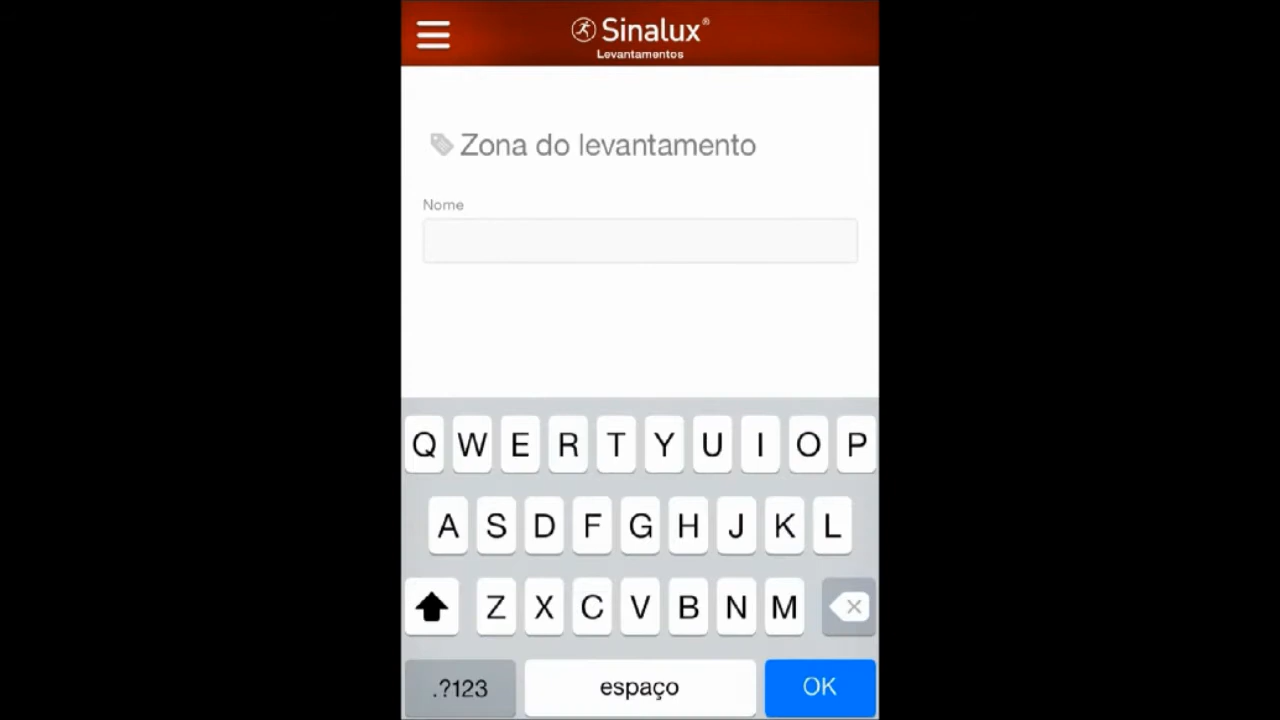 Sinalux®
Levantamentos
Zona do levantamento
Nome
Q W E R T Y U I O P
A S D F G H J K L
Z X C V B N M
.?123 espaço OK